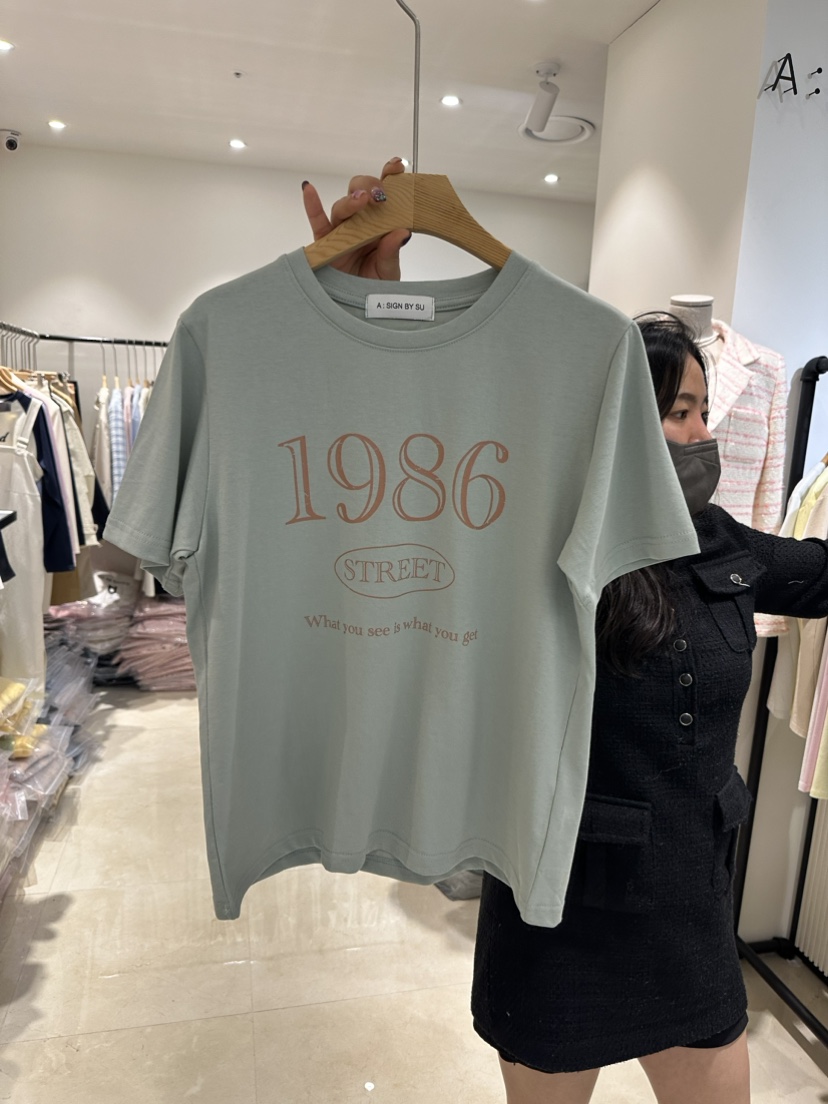 A:
A : SIGN BY SU
1986
STREET
What you see is what you get